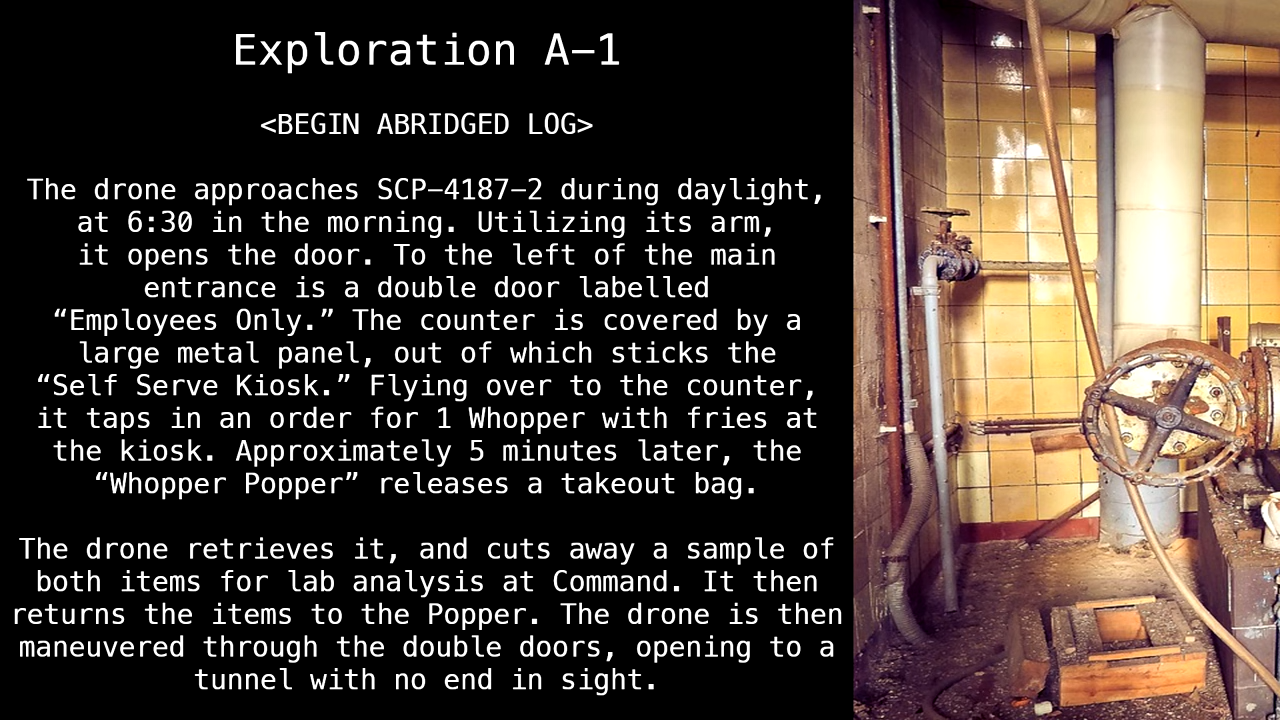 Exploration A–1
<BEGIN ABRIDGED LOG>
The drone approaches SCP–4187–2 during daylight,
at 6:30 in the morning. Utilizing its arm,
it opens the door. To the left of the main
entrance is a double door labelled
“Employees Only.” The counter is covered by a
large metal panel, out of which sticks the
“Self Serve Kiosk.” Flying over to the counter,
it taps in an order for 1 Whopper with fries at
the kiosk. Approximately 5 minutes later, the
“Whopper Popper” releases a takeout bag.
The drone retrieves it, and cuts away a sample of
both items for lab analysis at Command. It then
returns the items to the Popper. The drone is then
maneuvered through the double doors, opening to a
tunnel with no end in sight.